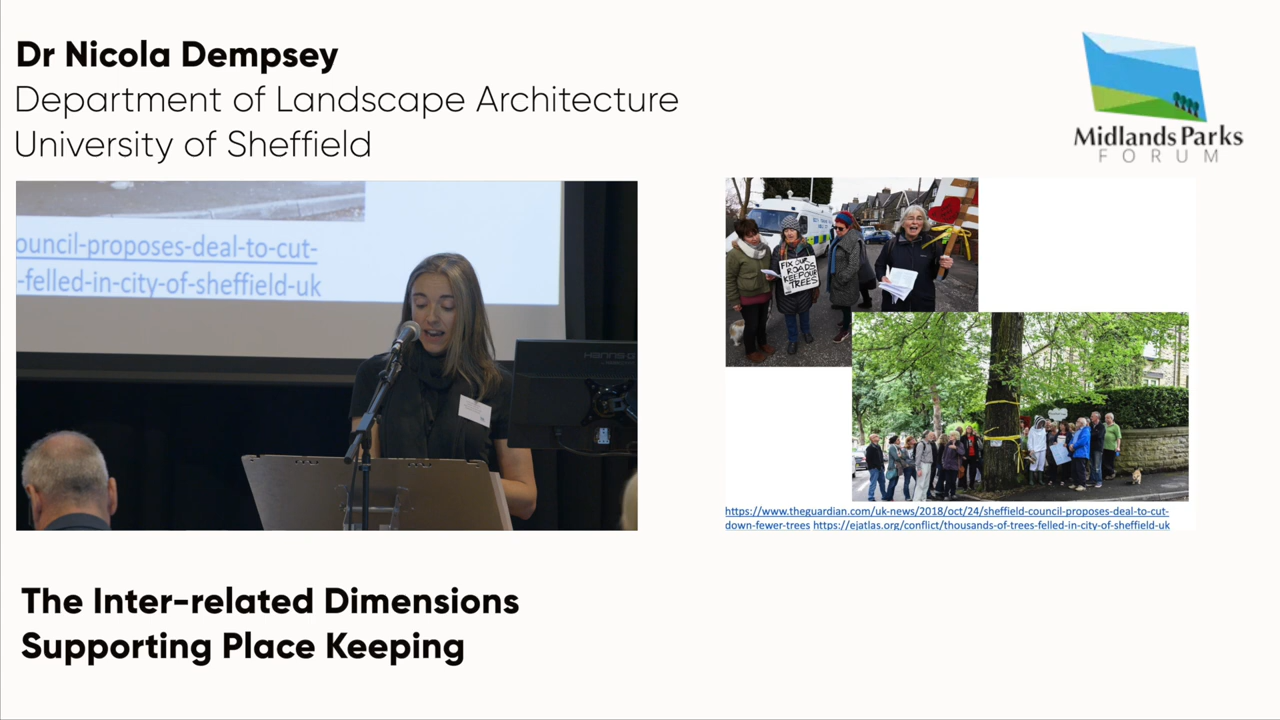 Dr Nicola Dempsey
Department of Landscape Architecture
University of Sheffield
Midlands Parks
FORUM
ouncil-proposes-deal-to-cut-
-felled-in-city-of-sheffield-uk
HANNS-G
FIX OUR
ROADS
KEEP OUR
TREES
https://www.theguardian.com/uk-news/2018/oct/24/sheffield-council-proposes-deal-to-cut-
down-fewer-trees https://ejatlas.org/conflict/thousands-of-trees-felled-in-city-of-sheffield-uk
The Inter-related Dimensions
Supporting Place Keeping